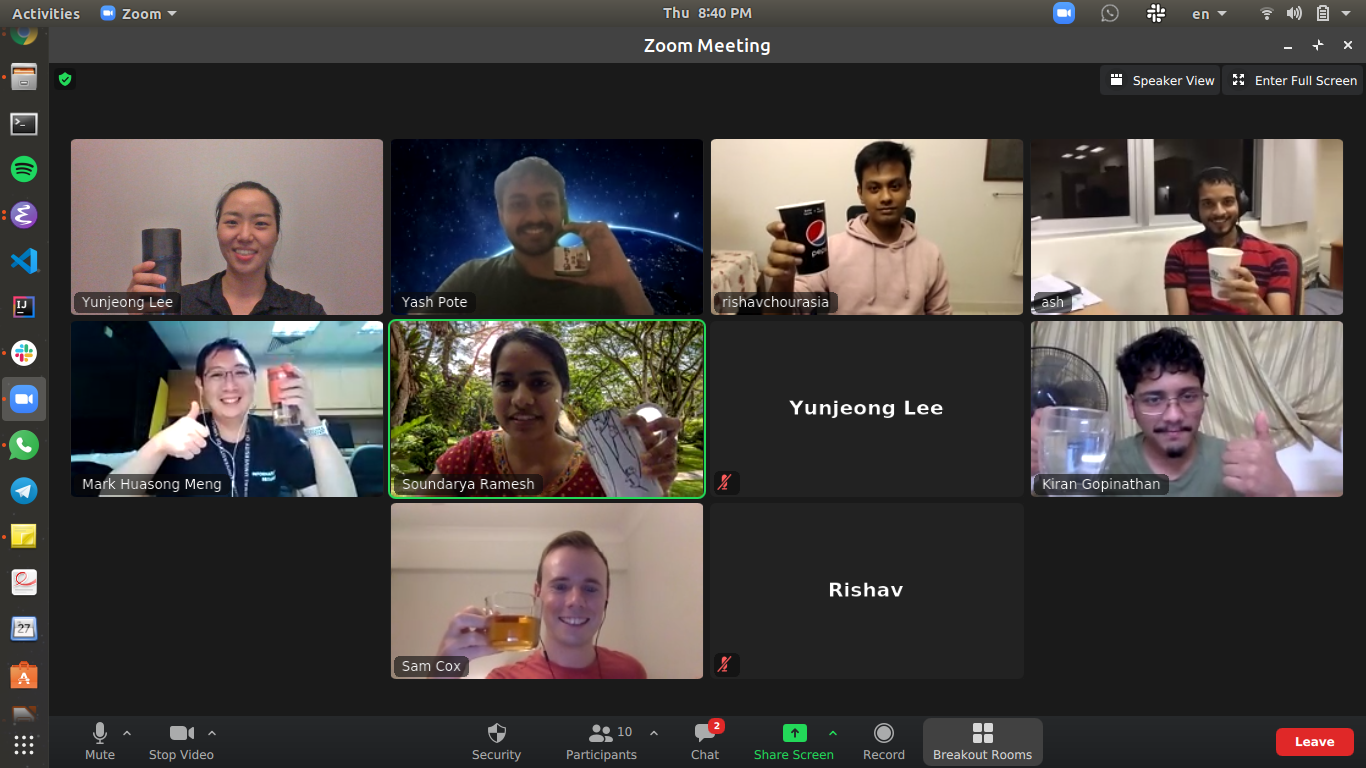 Activities Zoom Thu 8:40 PM en
Zoom Meeting
Speaker View Enter Full Screen
pepsi
Yunjeong Lee Yash Pote rishavchourasia ash
Yunjeong Lee
Mark Huasong Meng Soundarya Ramesh Kiran Gopinathan
Rishav
Sam Cox
27
2
10
Mute Stop Video Security Participants Chat Share Screen Record Breakout Rooms Leave